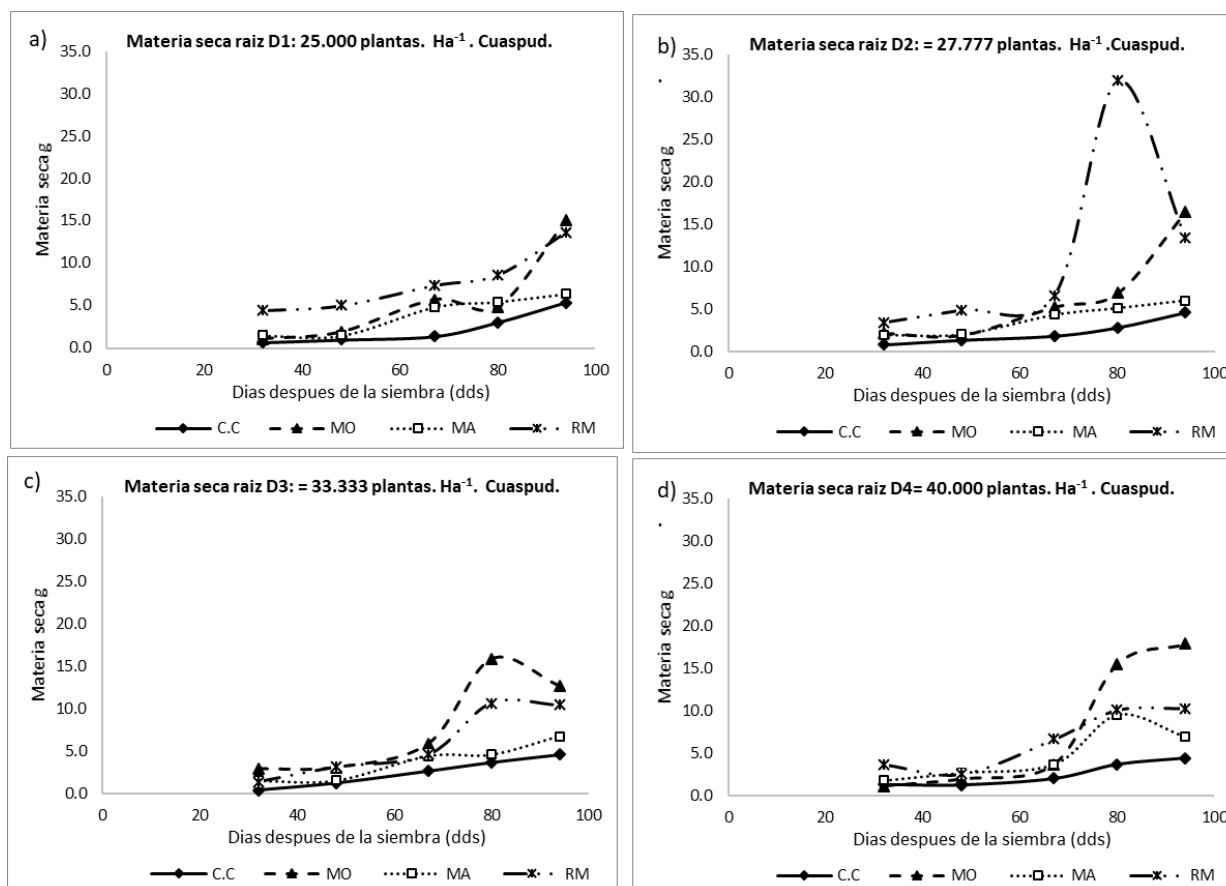 a)
Materia seca raiz D1: 25.000 plantas. Ha⁻¹ . Cuaspud.
35.0
30.0
25.0
20.0
15.0
10.0
5.0
0.0
Materia seca g
0 20 40 60 80 100
Dias despues de la siembra (dds)
C.C MO MA RM
b)
Materia seca raiz D2: = 27.777 plantas. Ha⁻¹ .Cuaspud.
.
35.0
30.0
25.0
20.0
15.0
10.0
5.0
0.0
Materia seca g
0 20 40 60 80 100
Dias despues de la siembra (dds)
C.C MO MA RM
c)
Materia seca raiz D3: = 33.333 plantas. Ha⁻¹. Cuaspud.
35.0
30.0
25.0
20.0
15.0
10.0
5.0
0.0
Materia seca g
0 20 40 60 80 100
Dias despues de la siembra (dds)
C.C MO MA RM
d)
Materia seca raiz D4= 40.000 plantas. Ha⁻¹ . Cuaspud.
.
35.0
30.0
25.0
20.0
15.0
10.0
5.0
0.0
Materia seca g
0 20 40 60 80 100
Dias despues de la siembra (dds)
C.C MO MA RM